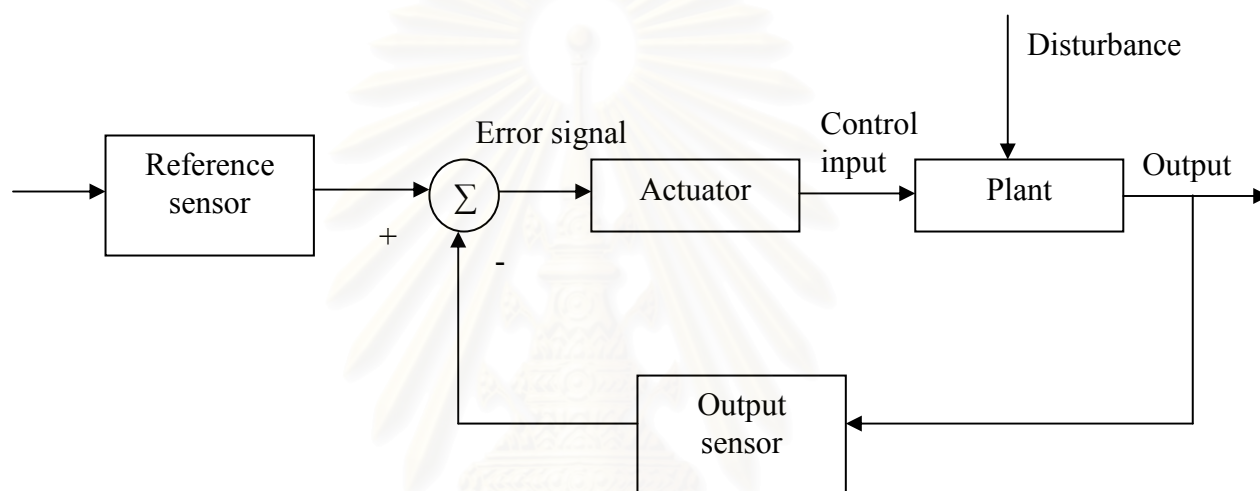 Disturbance
Error signal
Control
input
Output
Reference
sensor
∑
Actuator
Plant
+
-
Output
sensor